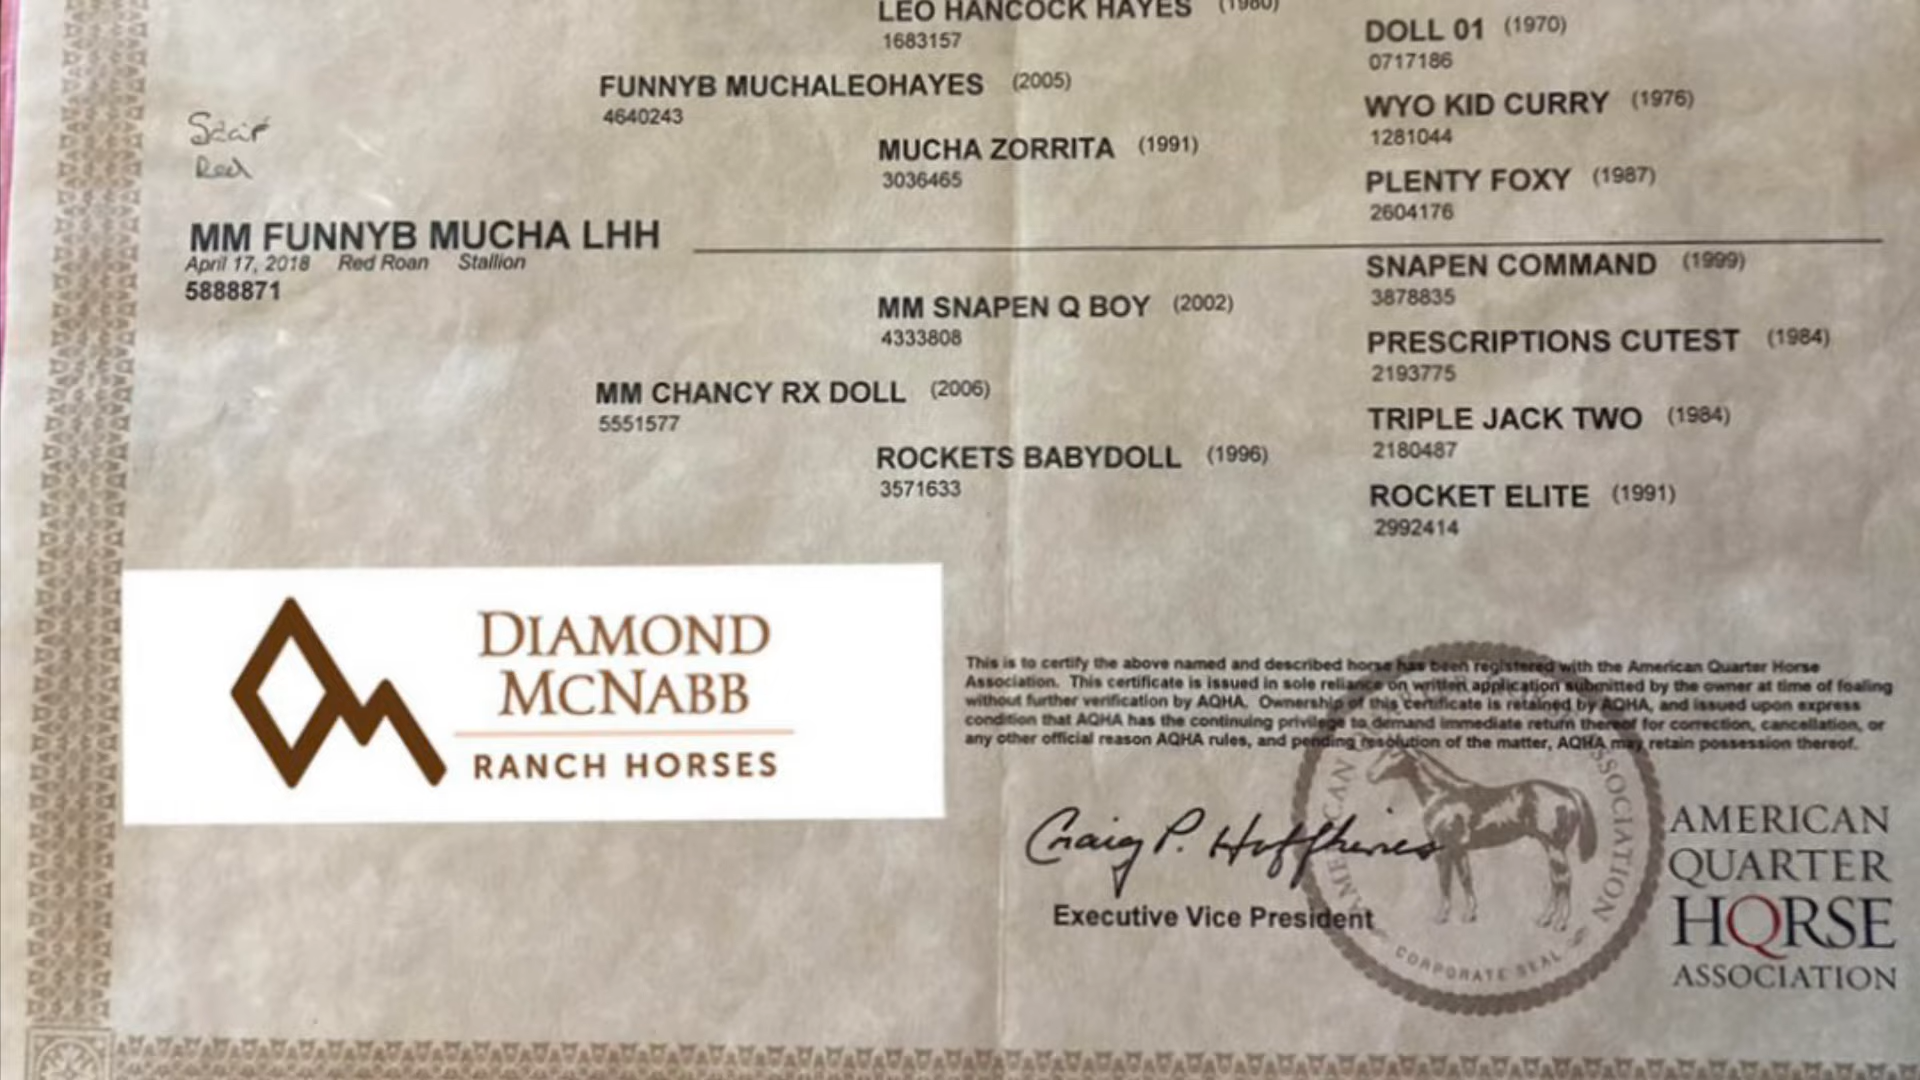 LEO HANCOCK HAYES (1980)
1683157
DOLL 01 (1970)
0717186
FUNNYB MUCHALEOHAYES (2005)
4640243
WYO KID CURRY (1976)
1281044
MUCHA ZORRITA (1991)
3036465
PLENTY FOXY (1987)
2604176
Scar
Red
MM FUNNYB MUCHA LHH
April 17, 2018 Red Roan Stallion
5888871
SNAPEN COMMAND (1999)
3878835
MM SNAPEN Q BOY (2002)
4333808
PRESCRIPTIONS CUTEST (1984)
2193775
MM CHANCY RX DOLL (2006)
5551577
TRIPLE JACK TWO (1984)
2180487
ROCKETS BABYDOLL (1996)
3571633
ROCKET ELITE (1991)
2992414
DIAMOND
MCNABB
RANCH HORSES
This is to certify the above named and described horse has been registered with the American Quarter Horse
Association. This certificate is issued in sole reliance on written application submitted by the owner at time of foaling
without further verification by AQHA. Ownership of this certificate is retained by AQHA, and issued upon express
condition that AQHA has the continuing privilege to demand immediate return thereof for correction, cancellation, or
any other official reason AQHA rules, and pending resolution of the matter, AQHA may retain possession thereof.
Craig P. Huffhines
Executive Vice President
AMERICAN
ASSOCIATION
CORPORATE SEAL
AMERICAN
QUARTER
HORSE
ASSOCIATION